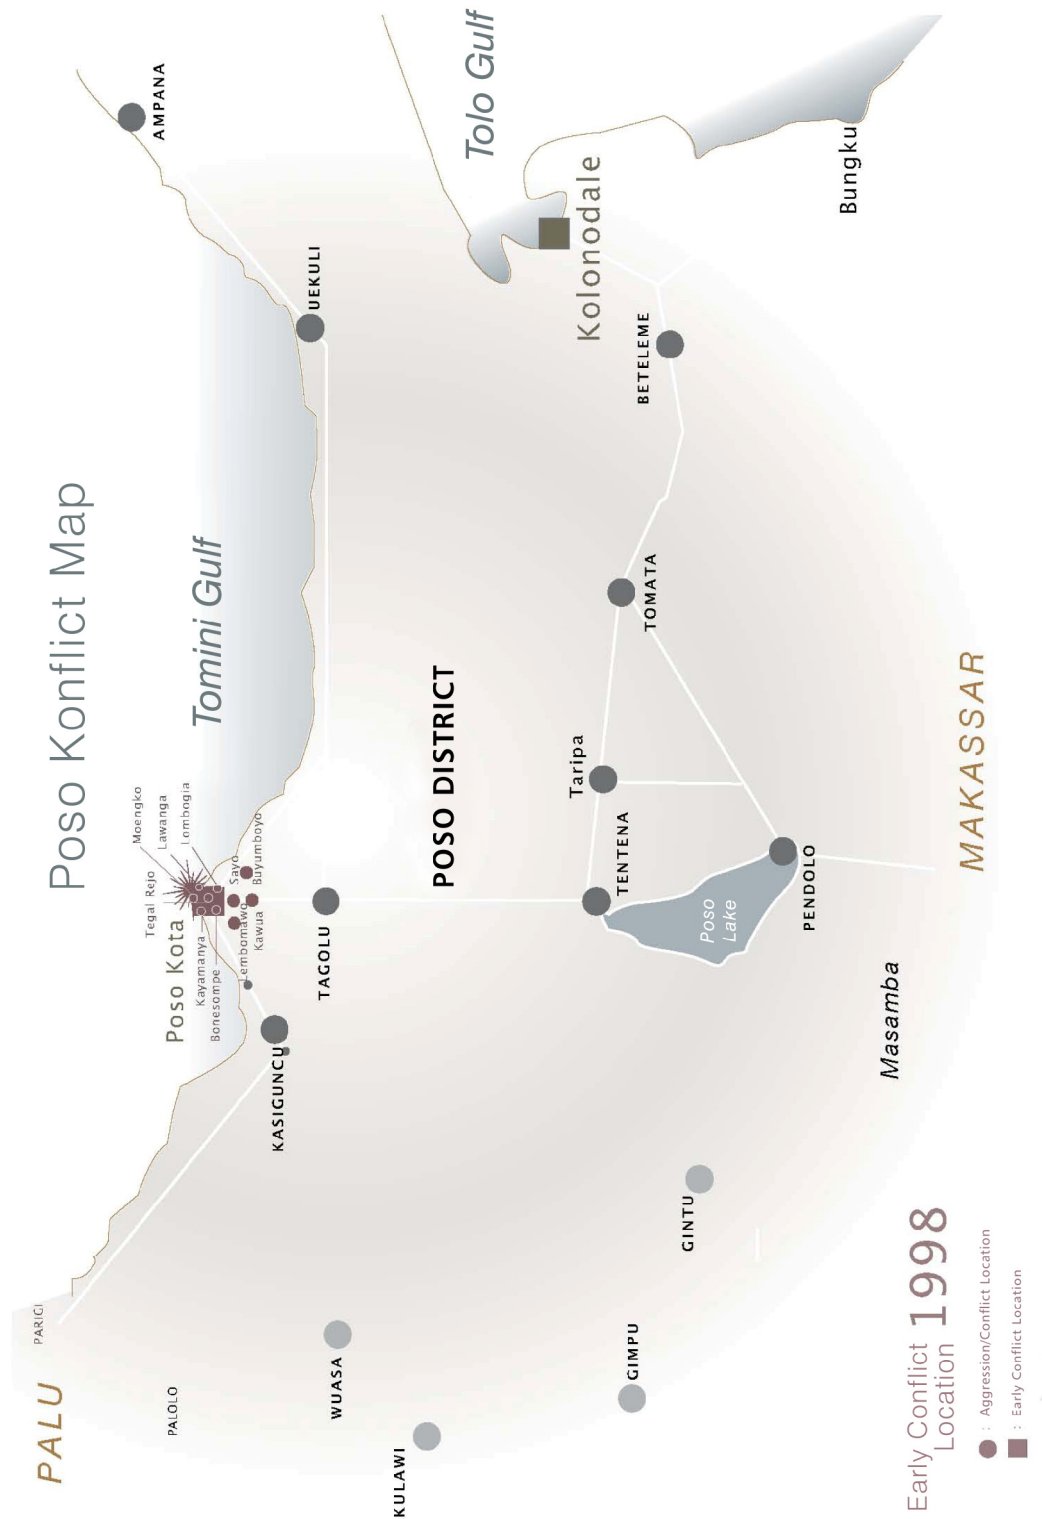 Poso Konflict Map
Tomini Gulf
Tolo Gulf
AMPANA
UEKULI
Kolonodale
Bungku
BETELEME
TOMATA
Taripa
TENTENA
PENDOLO
Poso
Lake
POSO DISTRICT
Moengko
Lawanga
Lombogia
Tegal Rejo
Sayo
Buyumboyo
Poso Kota
Kayamanya
Bonesompe
Lembomawo
Kawua
TAGOLU
KASIGUNCU
MAKASSAR
Masamba
GINTU
GIMPU
WUASA
KULAWI
PARIGI
PALOLO
PALU
Early Conflict
Location 1998
: Aggression/Conflict Location
: Early Conflict Location